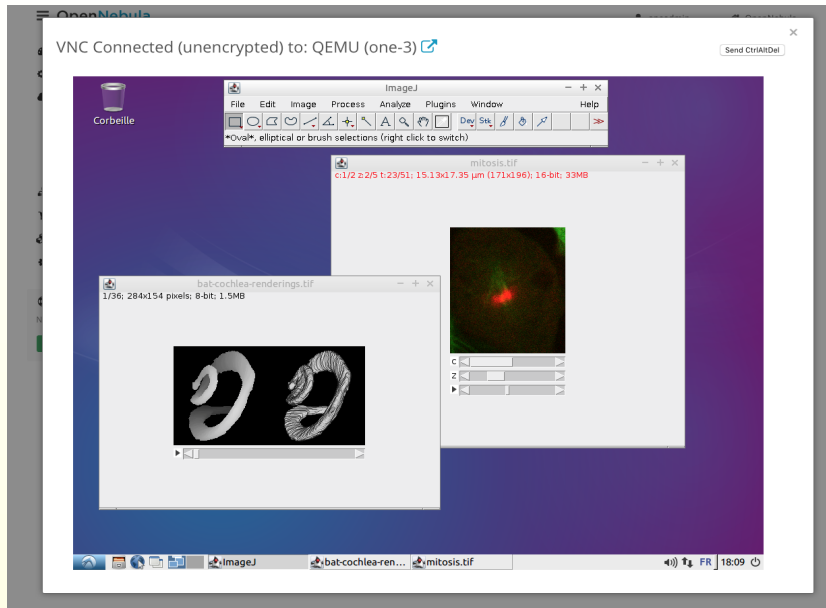 OpenNebula
VNC Connected (unencrypted) to: QEMU (one-3)
×
Send CtrlAltDel
Corbeille
ImageJ
File Edit Image Process Analyze Plugins Window Help
A Dev Stk
*Oval*, elliptical or brush selections (right click to switch)
mitosis.tif
c:1/2 z:2/5 t:23/51; 15.13x17.35 µm (171x196); 16-bit; 33MB
C
Z
bat-cochlea-renderings.tif
1/36; 284x154 pixels; 8-bit; 1.5MB
ImageJ bat-cochlea-ren... mitosis.tif FR 18:09